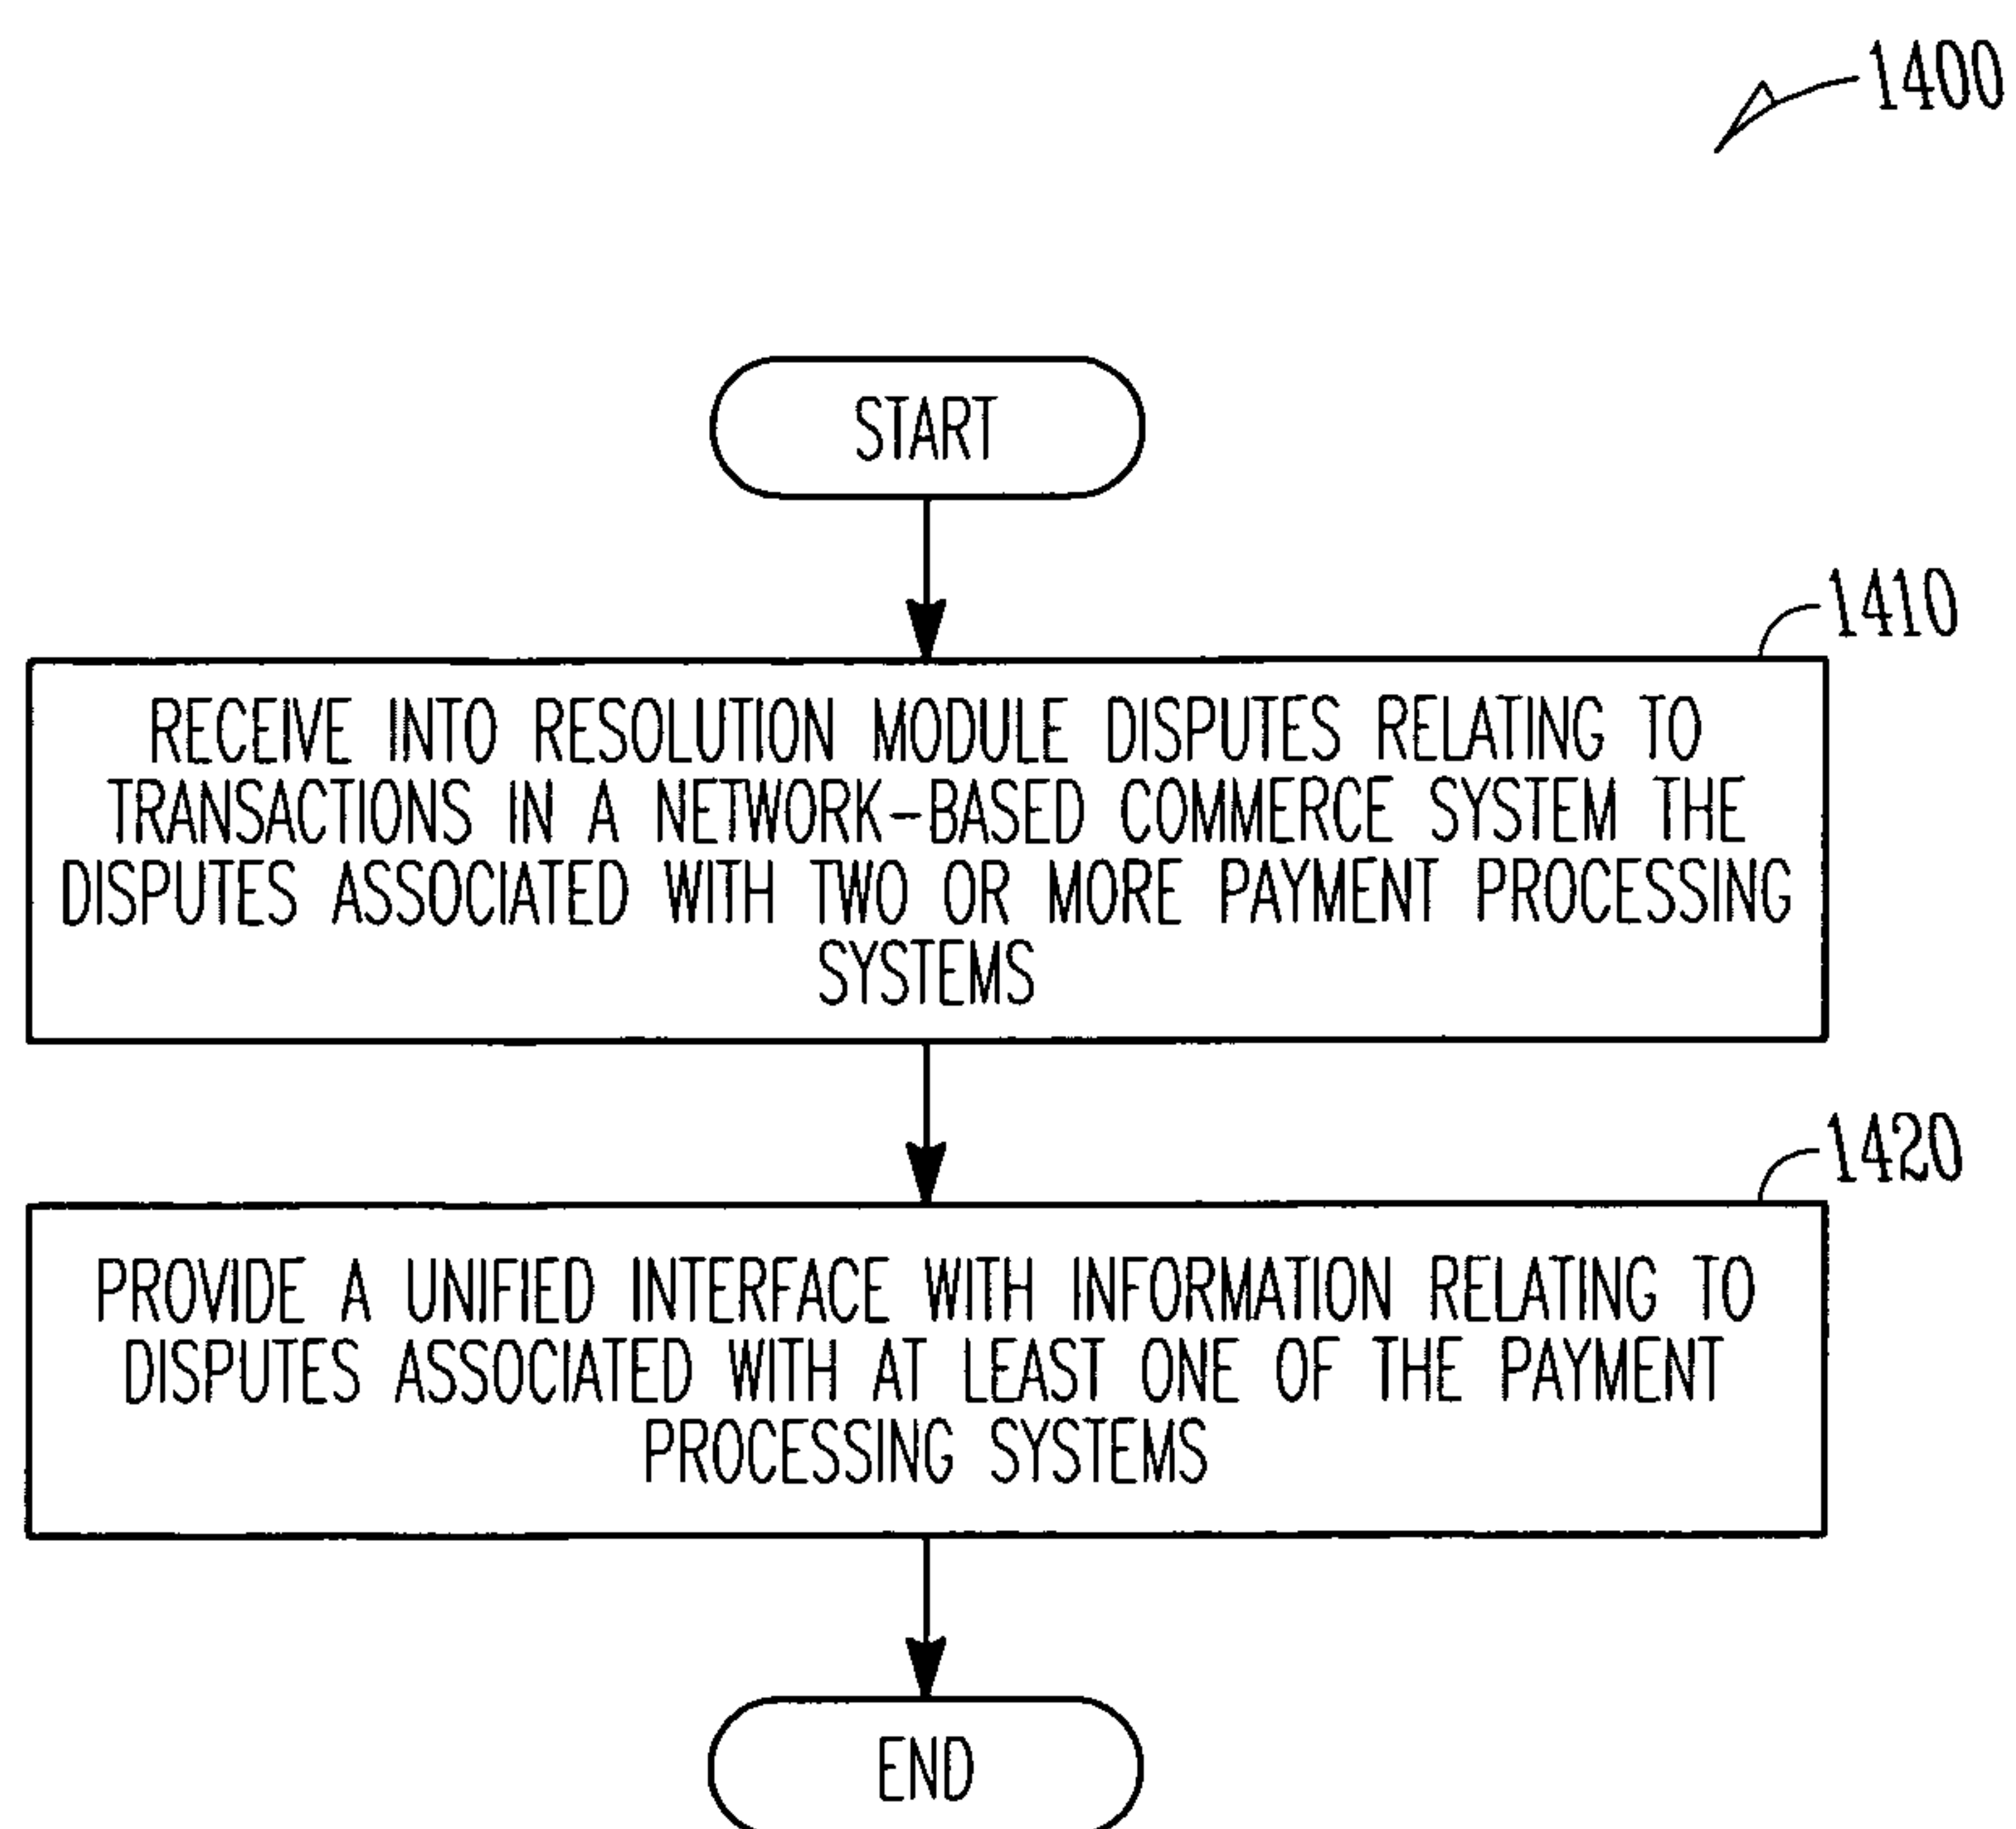 1400
START
1410
RECEIVE INTO RESOLUTION MODULE DISPUTES RELATING TO
TRANSACTIONS IN A NETWORK-BASED COMMERCE SYSTEM THE
DISPUTES ASSOCIATED WITH TWO OR MORE PAYMENT PROCESSING
SYSTEMS
1420
PROVIDE A UNIFIED INTERFACE WITH INFORMATION RELATING TO
DISPUTES ASSOCIATED WITH AT LEAST ONE OF THE PAYMENT
PROCESSING SYSTEMS
END